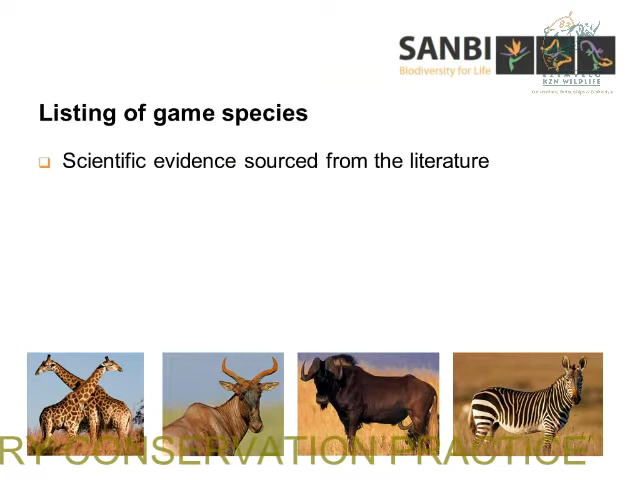 SANBI
Biodiversity for Life
KZN WILDLIFE
Listing of game species
Scientific evidence sourced from the literature
RY CONSERVATION PRACTICE